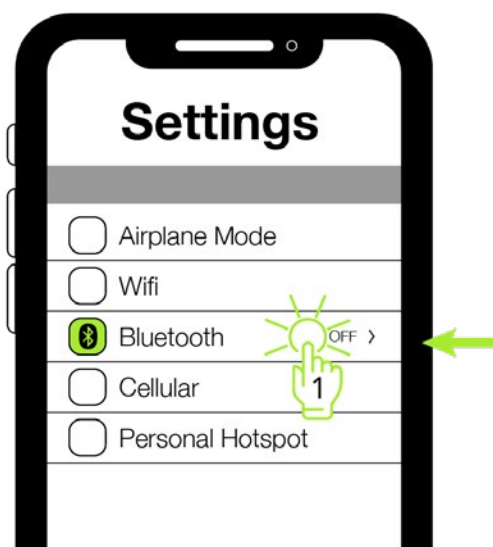 Settings
Airplane Mode
Wifi
Bluetooth OFF >
1
Cellular
Personal Hotspot